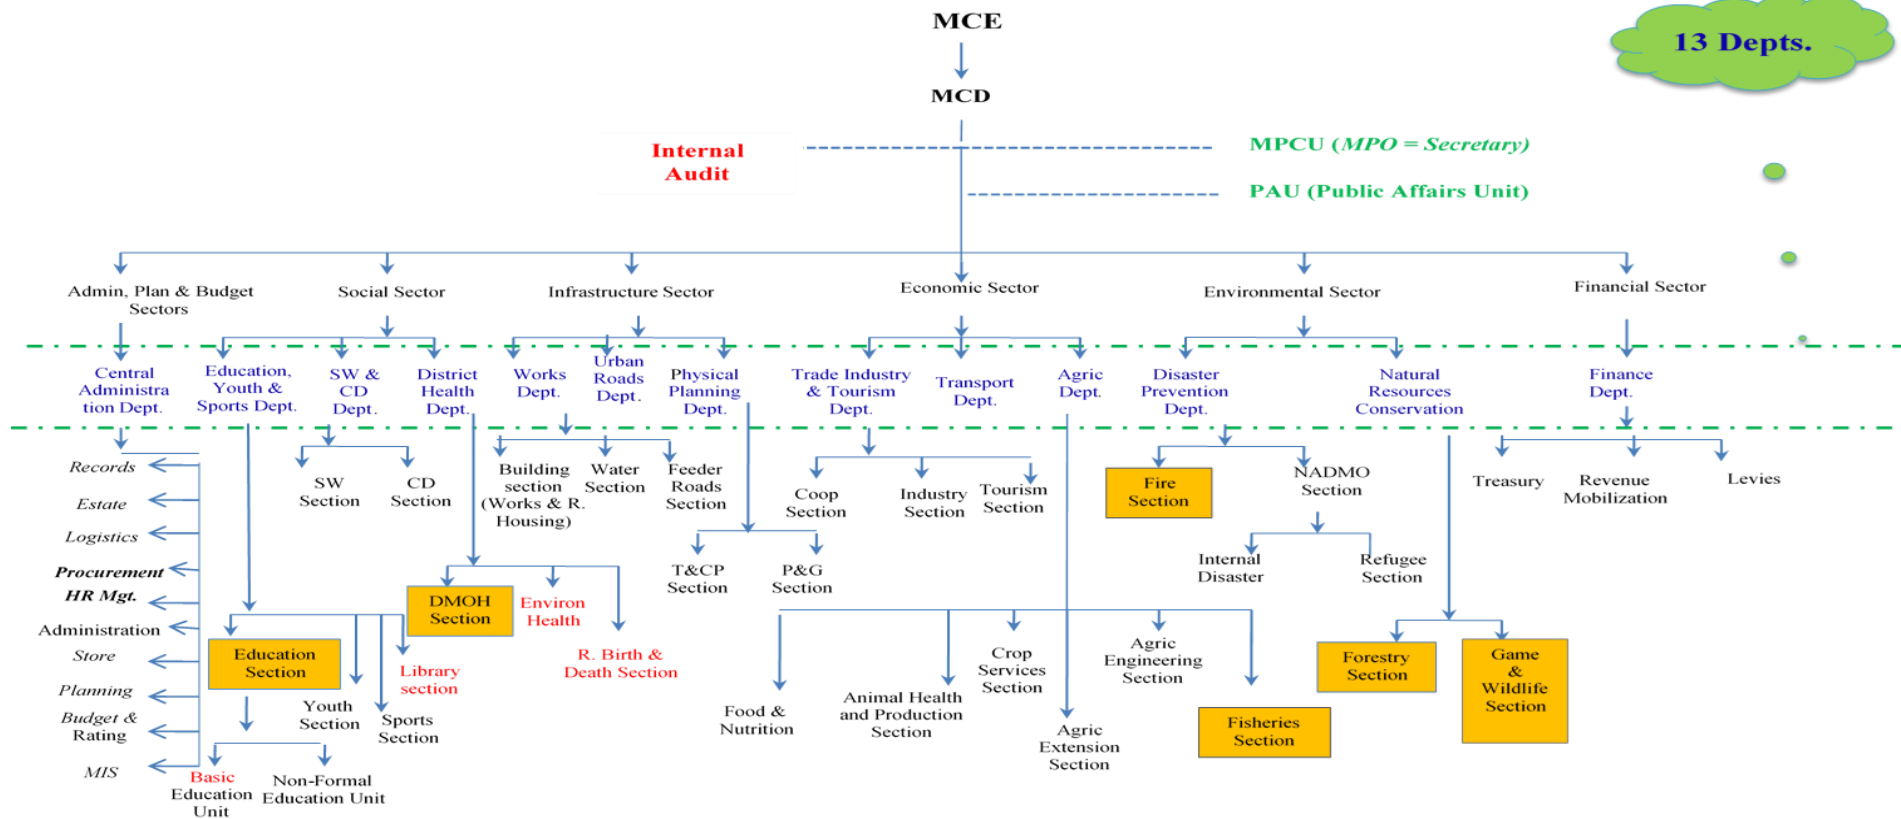 MCE
13 Depts.
MCD
Internal
Audit
MPCU (MPO = Secretary)
PAU (Public Affairs Unit)
Admin, Plan & Budget
Sectors
Social Sector
Infrastructure Sector
Economic Sector
Environmental Sector
Financial Sector
Central
Administra
tion Dept.
Education,
Youth &
Sports Dept.
SW &
CD
Dept.
District
Health
Dept.
Works
Dept.
Urban
Roads
Dept.
Physical
Planning
Dept.
Trade Industry
& Tourism
Dept.
Transport
Dept.
Agric
Dept.
Disaster
Prevention
Dept.
Natural
Resources
Conservation
Finance
Dept.
Records
Estate
Logistics
Procurement
HR Mgt.
Administration
Store
Planning
Budget &
Rating
MIS
SW
Section
CD
Section
Building
section
(Works & R.
Housing)
Water
Section
Feeder
Roads
Section
Coop
Section
Industry
Section
Tourism
Section
Fire
Section
NADMO
Section
Treasury
Revenue
Mobilization
Levies
Internal
Disaster
Refugee
Section
T&CP
Section
P&G
Section
DMOH
Section
Environ
Health
R. Birth &
Death Section
Education
Section
Library
section
Youth
Section
Sports
Section
Basic
Education
Unit
Non-Formal
Education Unit
Food &
Nutrition
Animal Health
and Production
Section
Crop
Services
Section
Agric
Extension
Section
Agric
Engineering
Section
Fisheries
Section
Forestry
Section
Game
&
Wildlife
Section